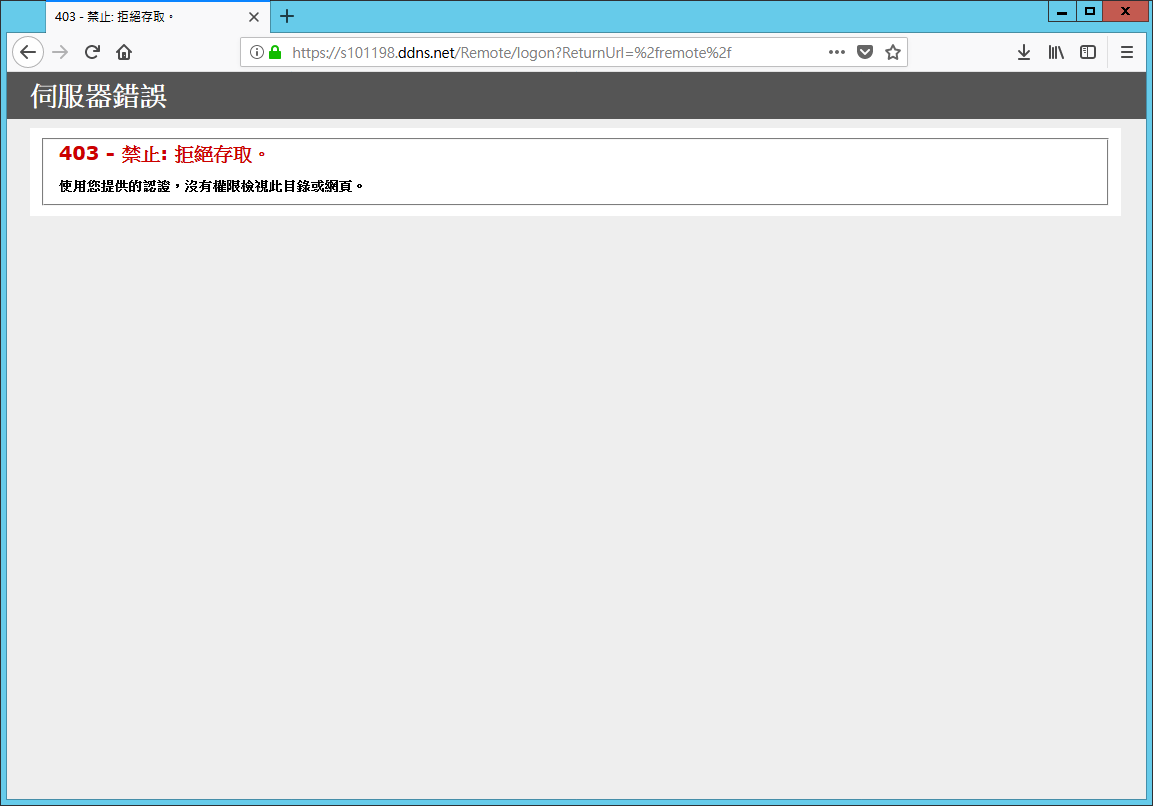 403 - 禁止: 拒絕存取。
https://s101198.ddns.net/Remote/logon?ReturnUrl=%2fremote%2f
伺服器錯誤
403 - 禁止: 拒絕存取。
使用您提供的認證，沒有權限檢視此目錄或網頁。